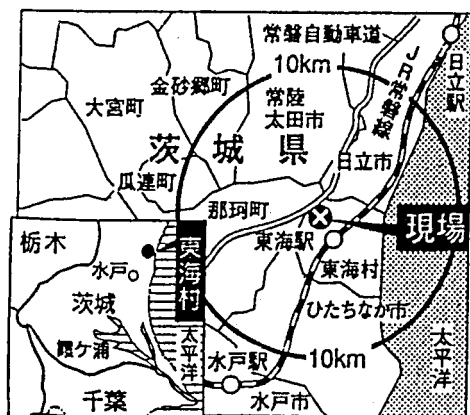 常磐自動車道
10km
日立駅
JR常磐線
金砂郷町
大宮町
常陸
太田市
茨城県
日立市
瓜連町
那珂町
現場
東海駅
東海村
ひたちなか市
太平洋
水戸駅
10km
水戸市
栃木
水戸
東海村
茨城
霞ケ浦
太平洋
千葉